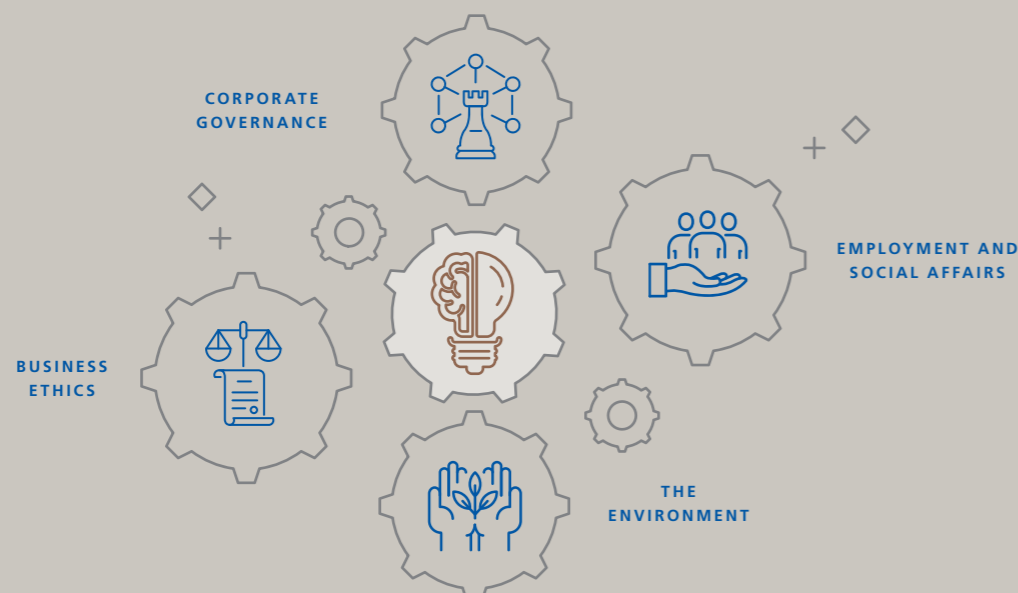 CORPORATE
GOVERNANCE
EMPLOYMENT AND
SOCIAL AFFAIRS
BUSINESS
ETHICS
THE
ENVIRONMENT